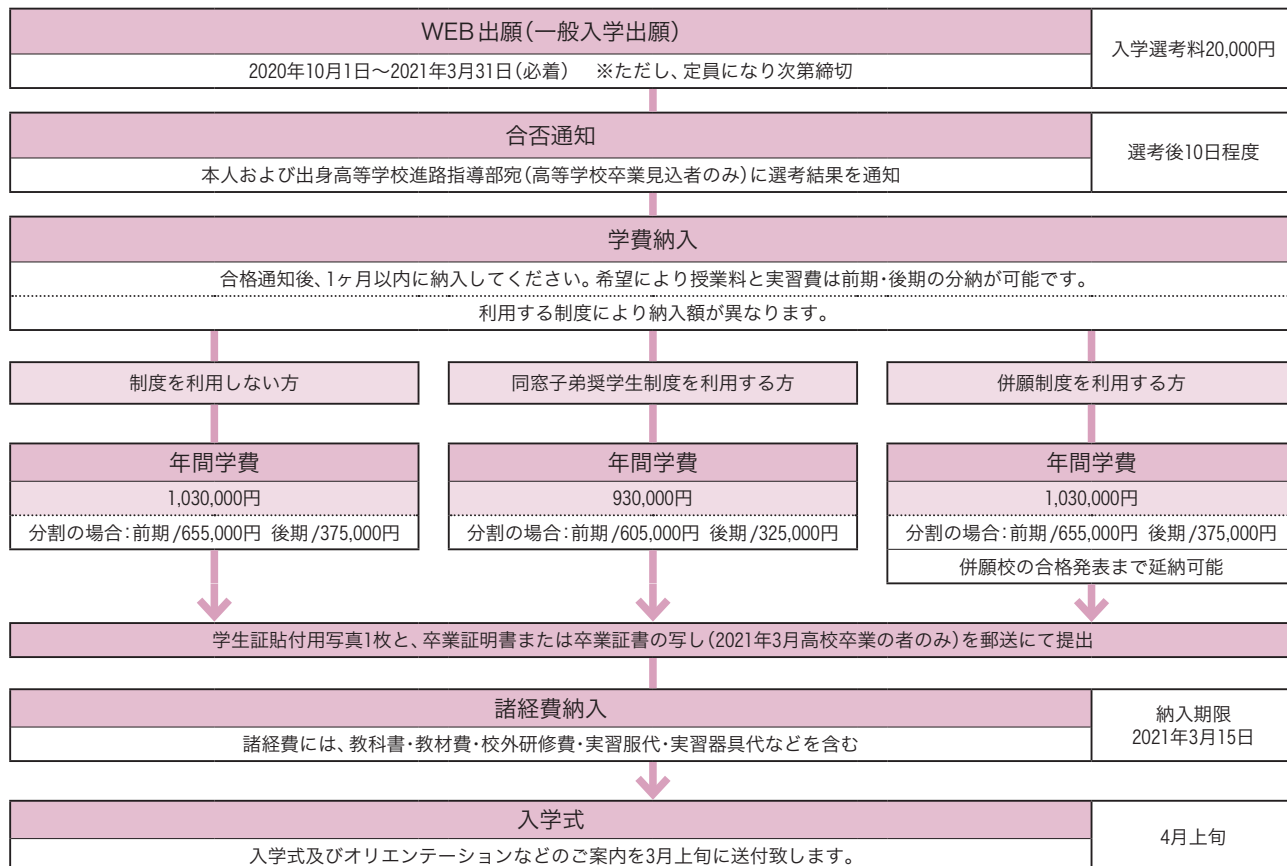 WEB出願(一般入学出願)
2020年10月1日〜2021年3月31日(必着) ※ただし、定員になり次第締切
入学選考料20,000円
合否通知
本人および出身高等学校進路指導部宛(高等学校卒業見込者のみ)に選考結果を通知
選考後10日程度
学費納入
合格通知後、1ヶ月以内に納入してください。希望により授業料と実習費は前期・後期の分納が可能です。
利用する制度により納入額が異なります。
制度を利用しない方
同窓子弟奨学生制度を利用する方
併願制度を利用する方
年間学費
1,030,000円
分割の場合:前期/655,000円 後期/375,000円
年間学費
930,000円
分割の場合:前期/605,000円 後期/325,000円
年間学費
1,030,000円
分割の場合:前期/655,000円 後期/375,000円
併願校の合格発表まで延納可能
学生証貼付用写真1枚と、卒業証明書または卒業証書の写し(2021年3月高校卒業の者のみ)を郵送にて提出
諸経費納入
諸経費には、教科書・教材費・校外研修費・実習服代・実習器具代などを含む
納入期限
2021年3月15日
入学式
入学式及びオリエンテーションなどのご案内を3月上旬に送付致します。
4月上旬